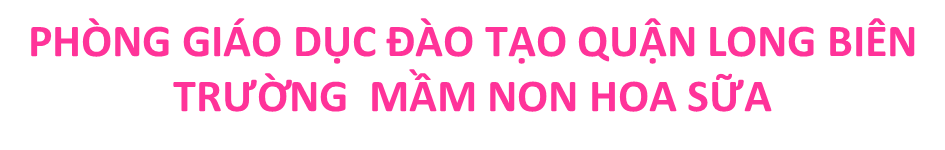 PHÒNG GIÁO DỤC ĐÀO TẠO QUẬN LONG BIÊN
TRƯỜNG  MẦM NON HOA SỮA